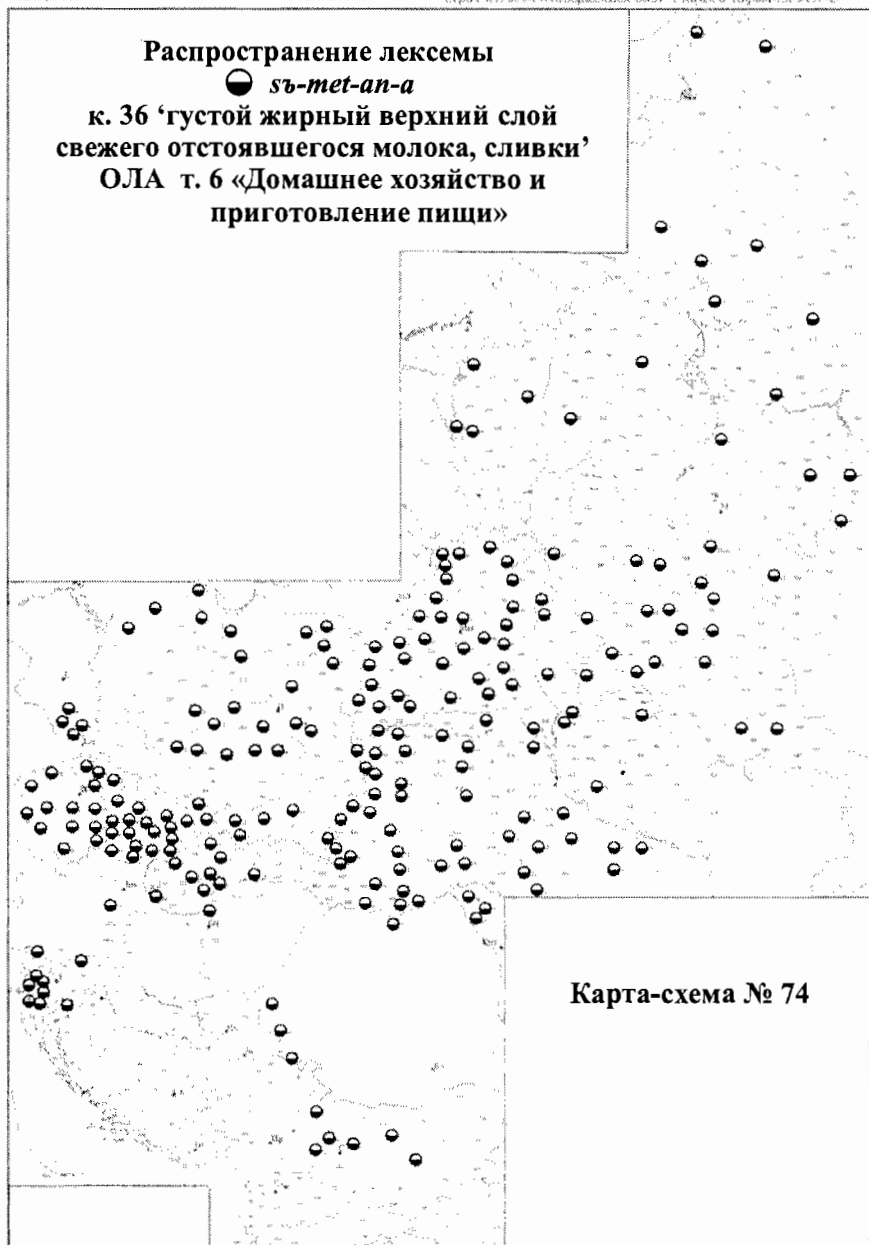 Распространение лексемы
sъ-met-an-a
к. 36 ‘густой жирный верхний слой
свежего отстоявшегося молока, сливки’
ОЛА т. 6 «Домашнее хозяйство и
приготовление пищи»
Карта-схема № 74